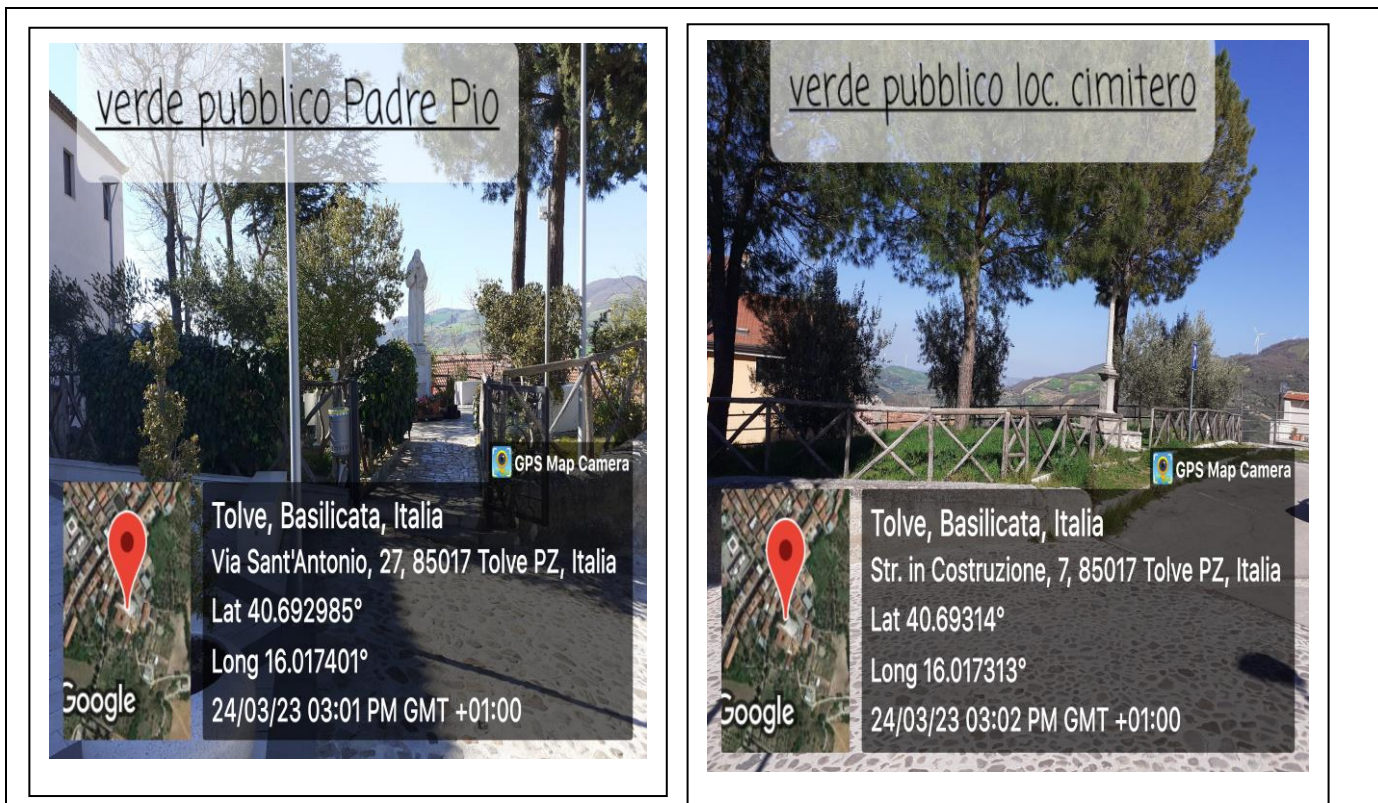 verde pubblico Padre Pio
GPS Map Camera
Tolve, Basilicata, Italia
Via Sant'Antonio, 27, 85017 Tolve PZ, Italia
Lat 40.692985°
Long 16.017401°
24/03/23 03:01 PM GMT +01:00
Google
verde pubblico loc. cimitero
GPS Map Camera
Tolve, Basilicata, Italia
Str. in Costruzione, 7, 85017 Tolve PZ, Italia
Lat 40.69314°
Long 16.017313°
24/03/23 03:02 PM GMT +01:00
Google